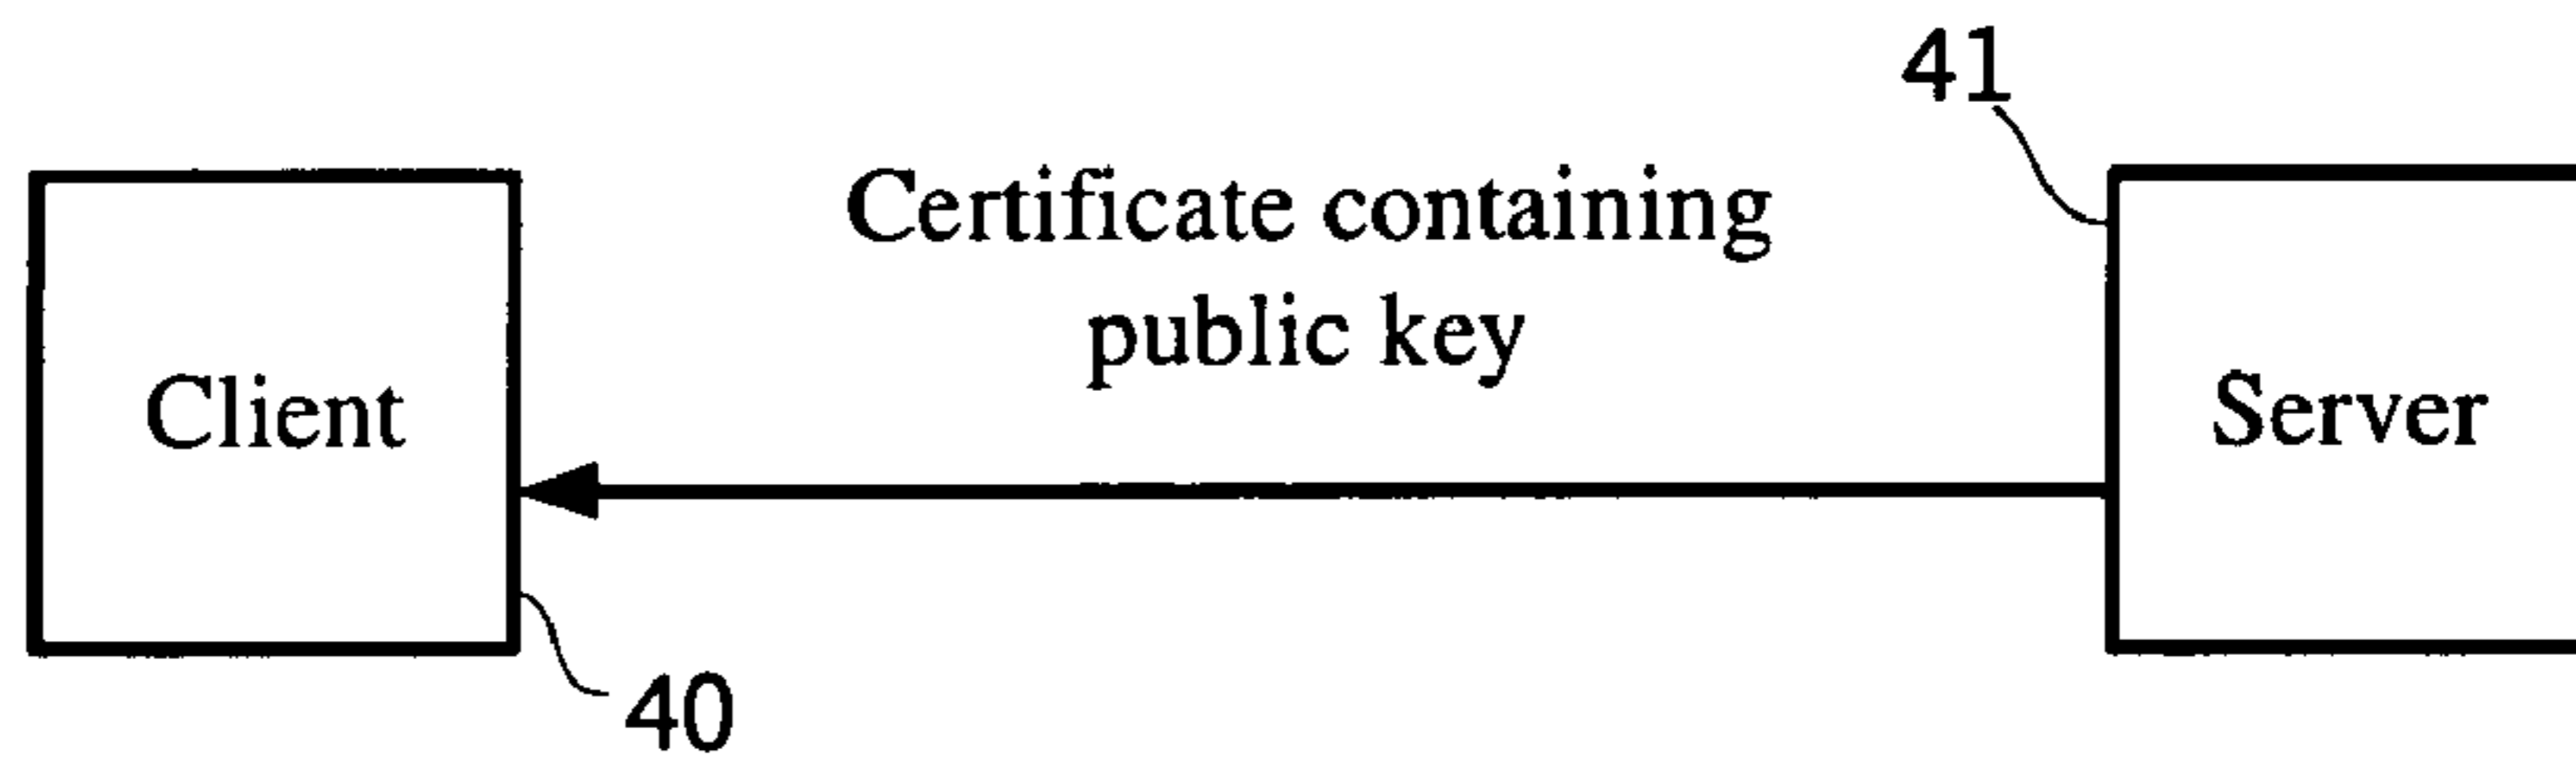 41
Certificate containing
public key
Client
Server
40